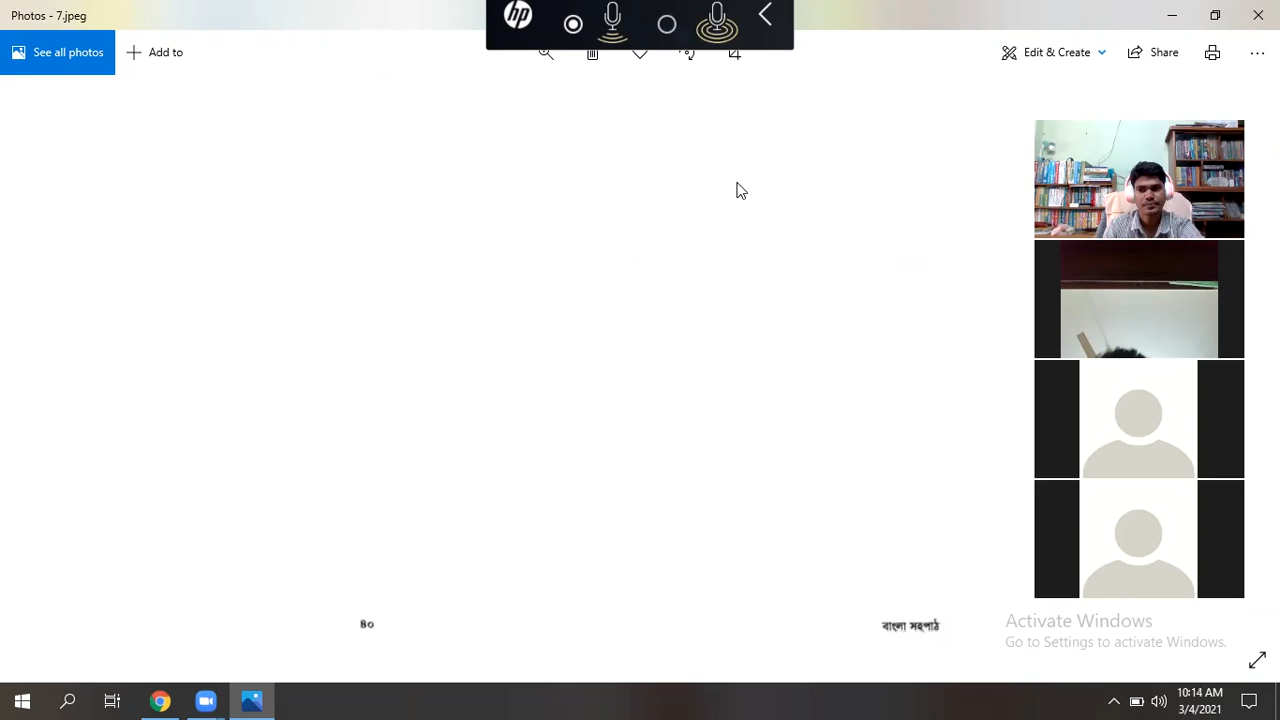 Photos - 7.jpeg
hp
See all photos
Add to
Edit & Create
Share
৪০
বাংলা সহপাঠ
Activate Windows
Go to Settings to activate Windows.
10:14 AM
3/4/2021